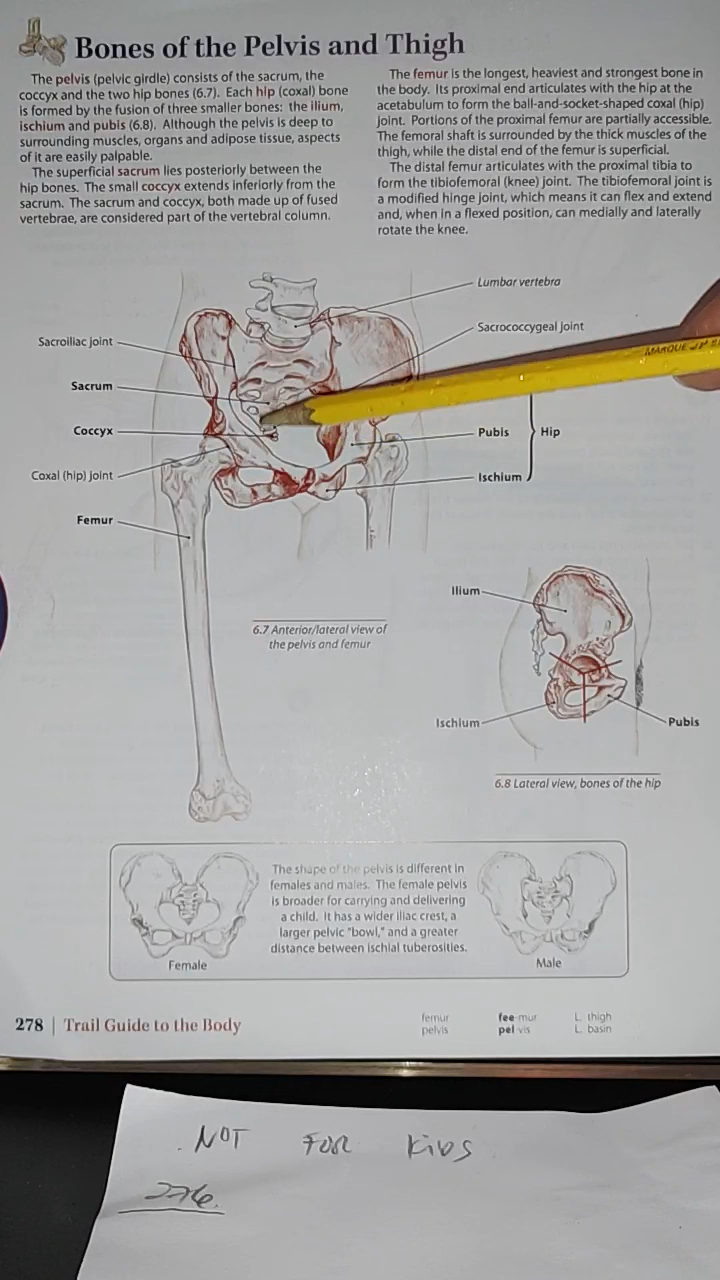 Bones of the Pelvis and Thigh
The pelvis (pelvic girdle) consists of the sacrum, the
coccyx and the two hip bones (6.7). Each hip (coxal) bone
is formed by the fusion of three smaller bones: the ilium,
ischium and pubis (6.8). Although the pelvis is deep to
surrounding muscles, organs and adipose tissue, aspects
of it are easily palpable.
The superficial sacrum lies posteriorly between the
hip bones. The small coccyx extends inferiorly from the
sacrum. The sacrum and coccyx, both made up of fused
vertebrae, are considered part of the vertebral column.
The femur is the longest, heaviest and strongest bone in
the body. Its proximal end articulates with the hip at the
acetabulum to form the ball-and-socket-shaped coxal (hip)
joint. Portions of the proximal femur are partially accessible.
The femoral shaft is surrounded by the thick muscles of the
thigh, while the distal end of the femur is superficial.
The distal femur articulates with the proximal tibia to
form the tibiofemoral (knee) joint. The tibiofemoral joint is
a modified hinge joint, which means it can flex and extend
and, when in a flexed position, can medially and laterally
rotate the knee.
Lumbar vertebra
Sacrococcygeal joint
Sacroiliac joint
MARQUE
Sacrum
Coccyx
Pubis
Hip
Coxal (hip) joint
Ischium
Femur
Ilium
6.7 Anterior/lateral view of
the pelvis and femur
Ischium
Pubis
6.8 Lateral view, bones of the hip
The shape of the pelvis is different in
females and males. The female pelvis
is broader for carrying and delivering
a child. It has a wider iliac crest, a
larger pelvic "bowl," and a greater
distance between ischial tuberosities.
Female
Male
278 | Trail Guide to the Body
femur fee-mur L. thigh
pelvis pel-vis L. basin
NOT FOR KIDS
276.